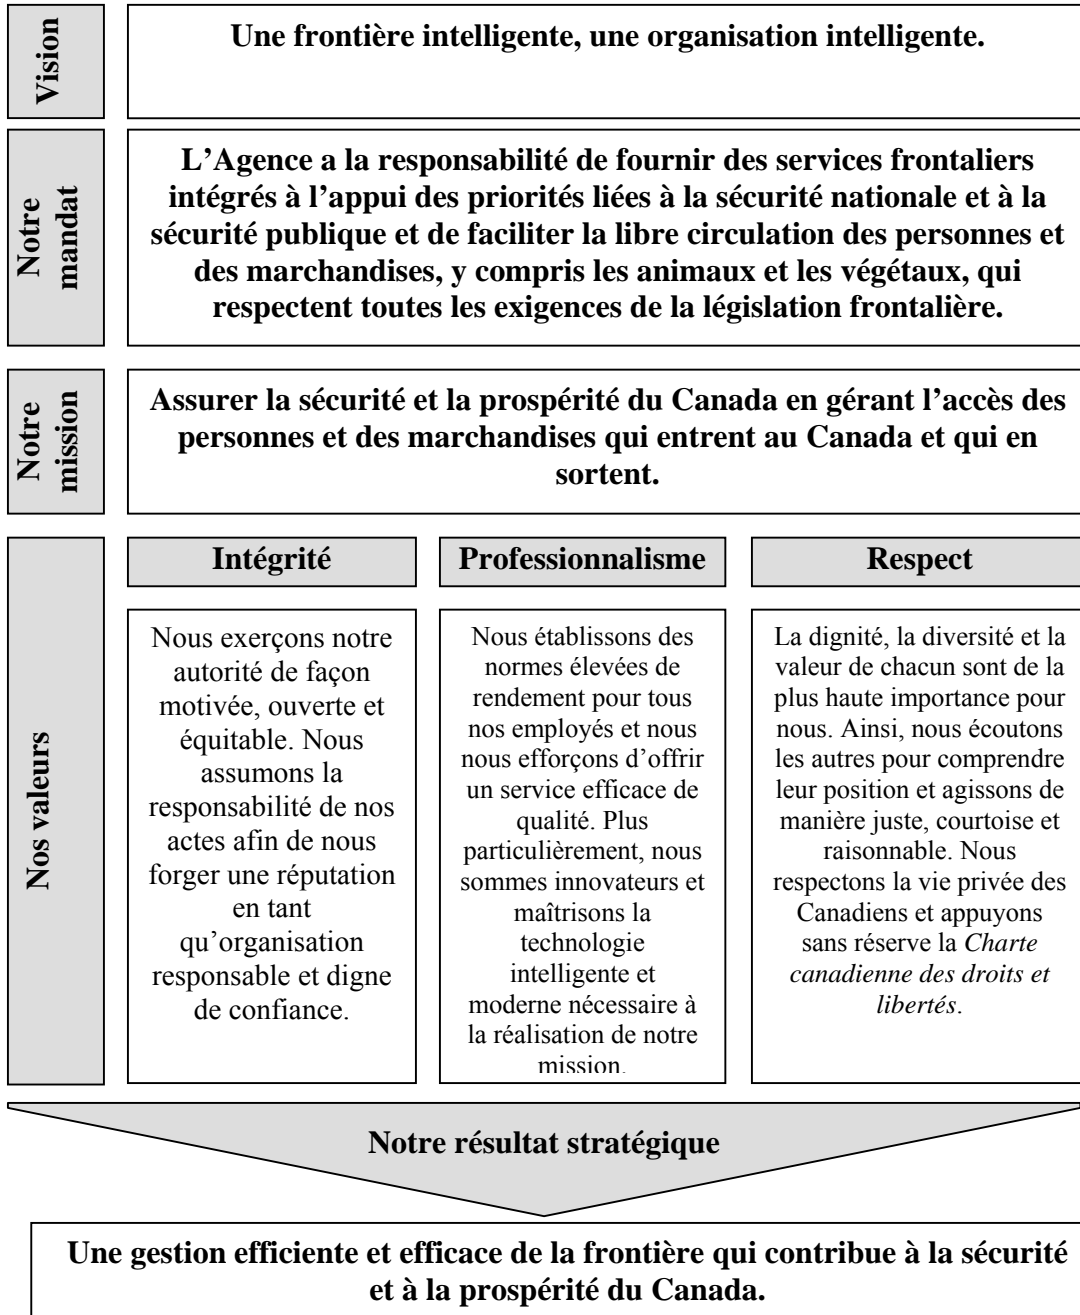 Vision
Une frontière intelligente, une organisation intelligente.
Notre
mandat
L’Agence a la responsabilité de fournir des services frontaliers
intégrés à l’appui des priorités liées à la sécurité nationale et à la
sécurité publique et de faciliter la libre circulation des personnes et
des marchandises, y compris les animaux et les végétaux, qui
respectent toutes les exigences de la législation frontalière.
Notre
mission
Assurer la sécurité et la prospérité du Canada en gérant l’accès des
personnes et des marchandises qui entrent au Canada et qui en
sortent.
Nos valeurs
Intégrité
Nous exerçons notre
autorité de façon
motivée, ouverte et
équitable. Nous
assumons la
responsabilité de nos
actes afin de nous
forger une réputation
en tant
qu’organisation
responsable et digne
de confiance.
Professionnalisme
Nous établissons des
normes élevées de
rendement pour tous
nos employés et nous
nous efforçons d’offrir
un service efficace de
qualité. Plus
particulièrement, nous
sommes innovateurs et
maîtrisons la
technologie
intelligente et
moderne nécessaire à
la réalisation de notre
mission.
Respect
La dignité, la diversité et la
valeur de chacun sont de la
plus haute importance pour
nous. Ainsi, nous écoutons
les autres pour comprendre
leur position et agissons de
manière juste, courtoise et
raisonnable. Nous
respectons la vie privée des
Canadiens et appuyons
sans réserve la Charte
canadienne des droits et
libertés.
Notre résultat stratégique
Une gestion efficiente et efficace de la frontière qui contribue à la sécurité
et à la prospérité du Canada.